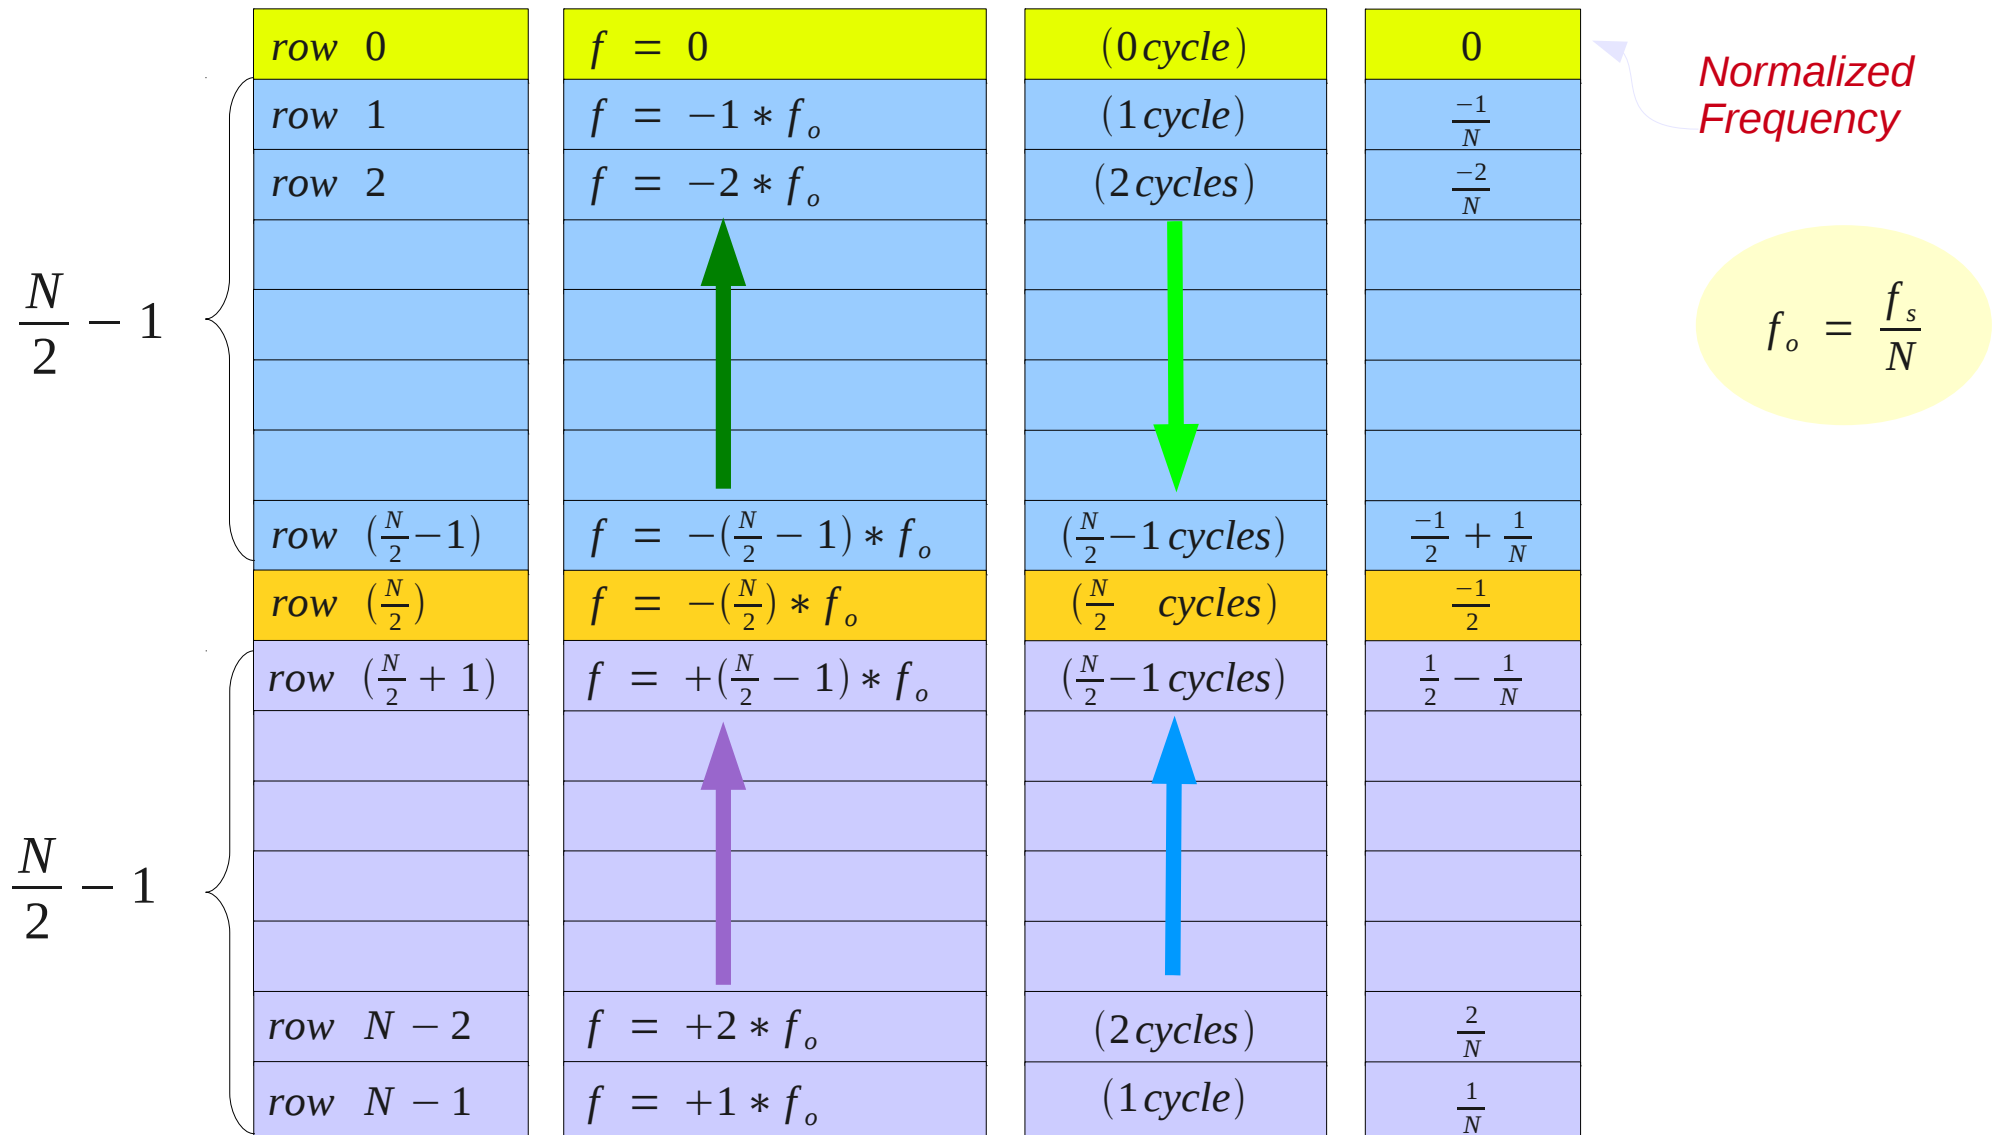 row 0 f = 0 (0 cycle) 0
Normalized
Frequency
row 1 f = −1 ∗ f_o (1 cycle) −1/N
row 2 f = −2 ∗ f_o (2 cycles) −2/N
N/2 − 1
f_o = f_s/N
row (N/2 − 1) f = −(N/2 − 1) ∗ f_o (N/2 − 1 cycles) −1/2 + 1/N
row (N/2) f = −(N/2) ∗ f_o (N/2 cycles) −1/2
row (N/2 + 1) f = +(N/2 − 1) ∗ f_o (N/2 − 1 cycles) 1/2 − 1/N
N/2 − 1
row N − 2 f = +2 ∗ f_o (2 cycles) 2/N
row N − 1 f = +1 ∗ f_o (1 cycle) 1/N